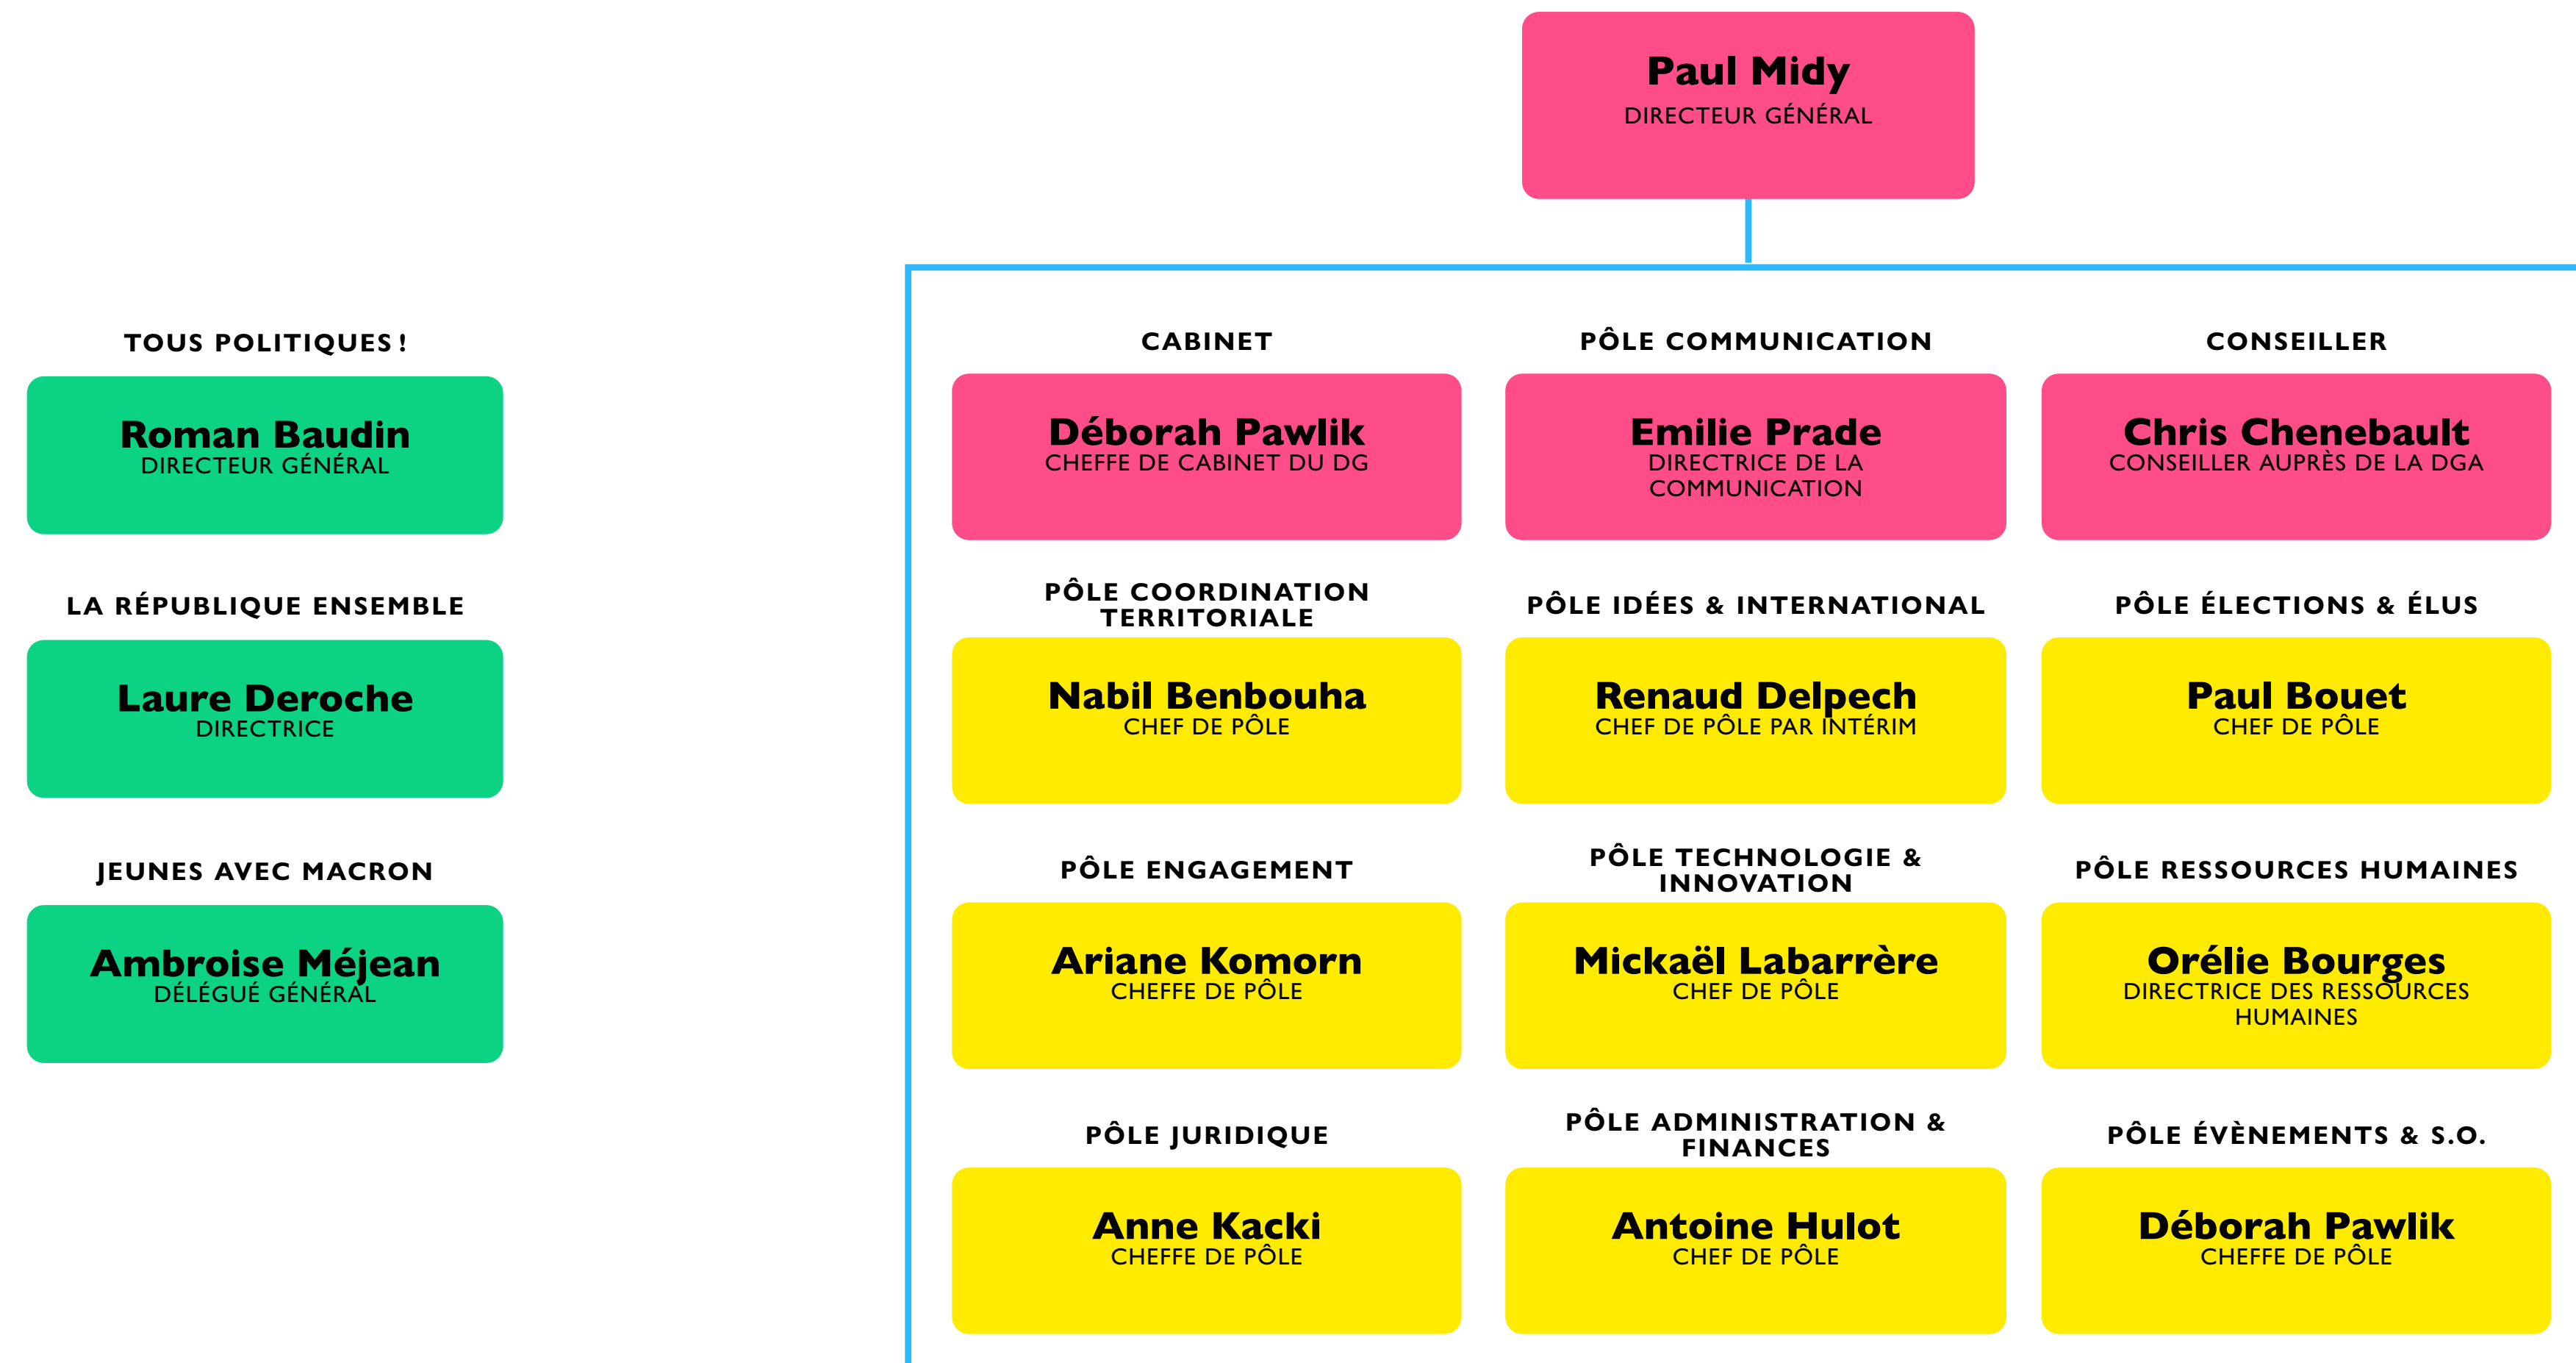 Paul Midy
DIRECTEUR GÉNÉRAL
TOUS POLITIQUES !
Roman Baudin
DIRECTEUR GÉNÉRAL
LA RÉPUBLIQUE ENSEMBLE
Laure Deroche
DIRECTRICE
JEUNES AVEC MACRON
Ambroise Méjean
DÉLÉGUÉ GÉNÉRAL
CABINET
Déborah Pawlik
CHEFFE DE CABINET DU DG
PÔLE COMMUNICATION
Emilie Prade
DIRECTRICE DE LA
COMMUNICATION
CONSEILLER
Chris Chenebault
CONSEILLER AUPRÈS DE LA DGA
PÔLE COORDINATION
TERRITORIALE
Nabil Benbouha
CHEF DE PÔLE
PÔLE IDÉES & INTERNATIONAL
Renaud Delpech
CHEF DE PÔLE PAR INTÉRIM
PÔLE ÉLECTIONS & ÉLUS
Paul Bouet
CHEF DE PÔLE
PÔLE ENGAGEMENT
Ariane Komorn
CHEFFE DE PÔLE
PÔLE TECHNOLOGIE &
INNOVATION
Mickaël Labarrère
CHEF DE PÔLE
PÔLE RESSOURCES HUMAINES
Orélie Bourges
DIRECTRICE DES RESSOURCES
HUMAINES
PÔLE JURIDIQUE
Anne Kacki
CHEFFE DE PÔLE
PÔLE ADMINISTRATION &
FINANCES
Antoine Hulot
CHEF DE PÔLE
PÔLE ÉVÈNEMENTS & S.O.
Déborah Pawlik
CHEFFE DE PÔLE